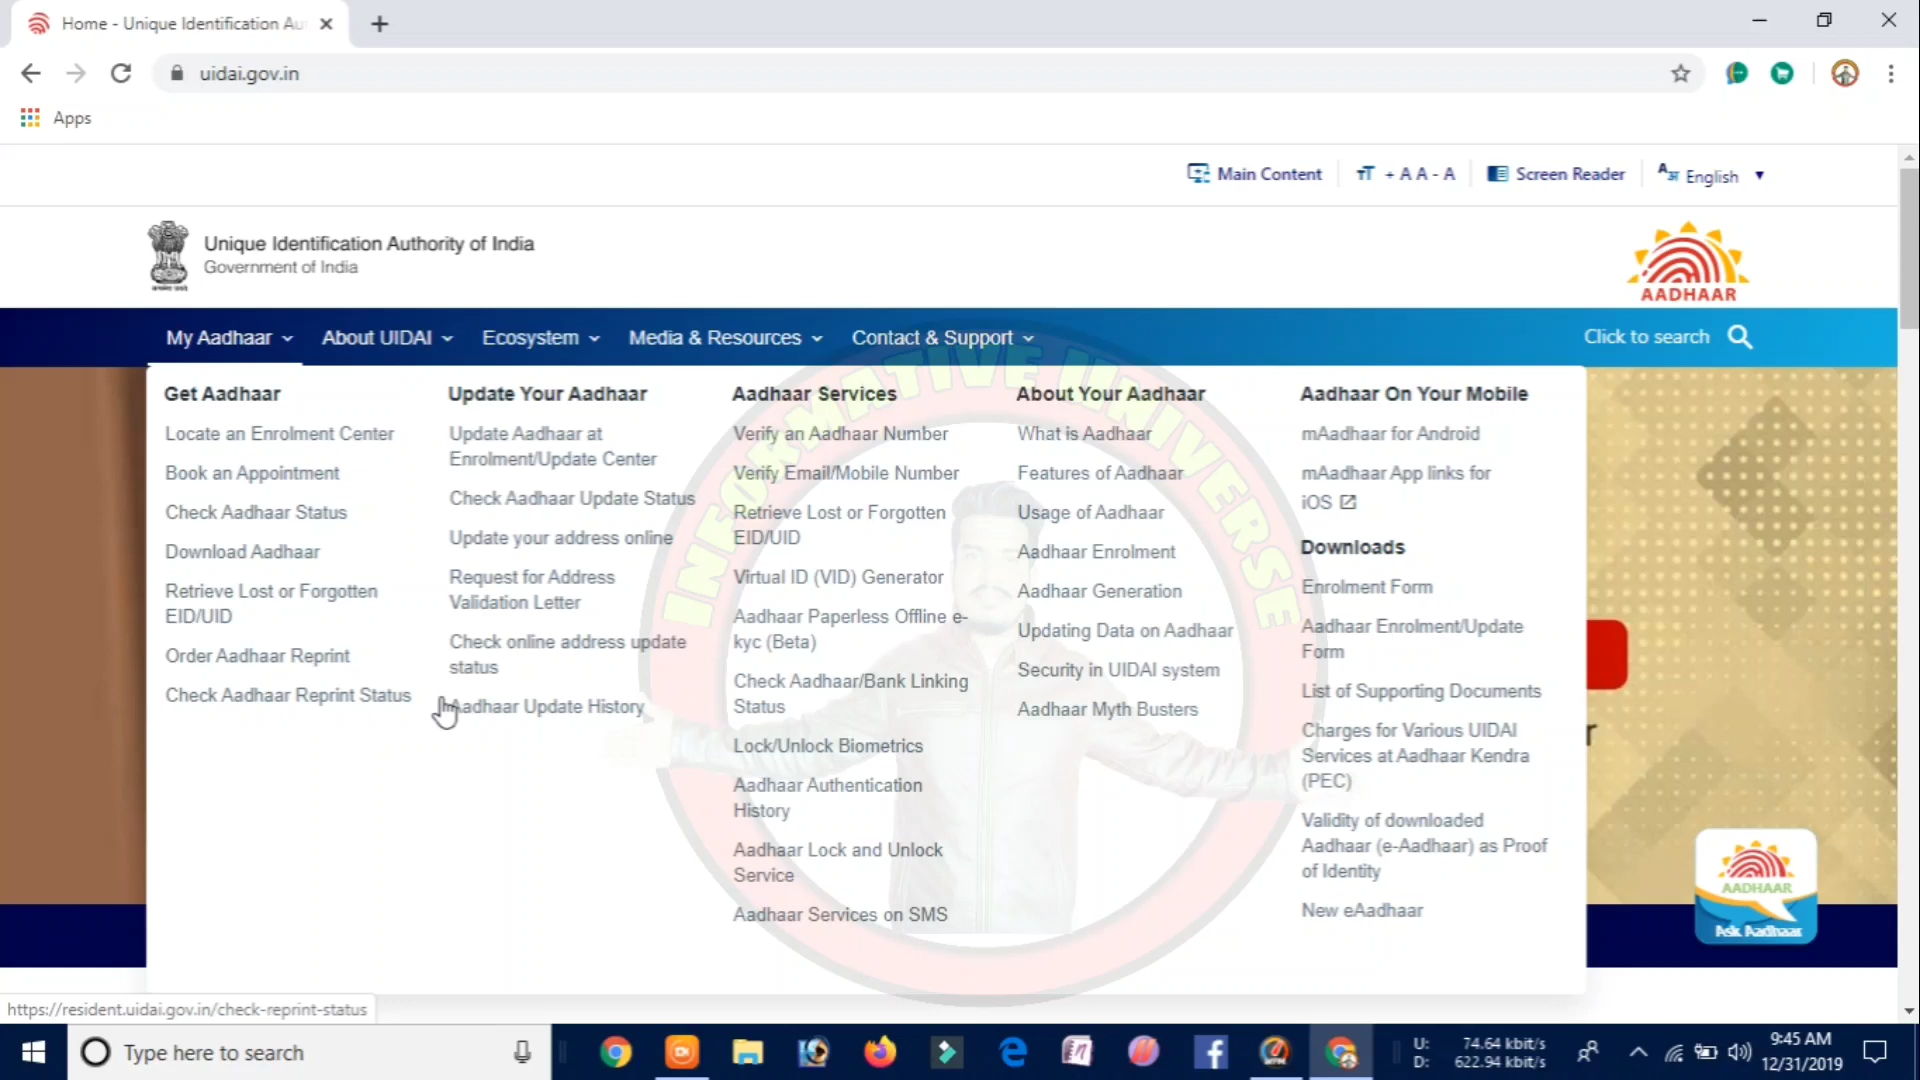 Home - Unique Identification Au
uidai.gov.in
Apps
Main Content
TT + A A - A
Screen Reader
English
Unique Identification Authority of India
Government of India
AADHAAR
My Aadhaar
About UIDAI
Ecosystem
Media & Resources
Contact & Support
Click to search
Get Aadhaar
Locate an Enrolment Center
Book an Appointment
Check Aadhaar Status
Download Aadhaar
Retrieve Lost or Forgotten
EID/UID
Order Aadhaar Reprint
Check Aadhaar Reprint Status
Update Your Aadhaar
Update Aadhaar at
Enrolment/Update Center
Check Aadhaar Update Status
Update your address online
Request for Address
Validation Letter
Check online address update
status
Aadhaar Update History
Aadhaar Services
Verify an Aadhaar Number
Verify Email/Mobile Number
Retrieve Lost or Forgotten
EID/UID
Virtual ID (VID) Generator
Aadhaar Paperless Offline e-
kyc (Beta)
Check Aadhaar/Bank Linking
Status
Lock/Unlock Biometrics
Aadhaar Authentication
History
Aadhaar Lock and Unlock
Service
Aadhaar Services on SMS
About Your Aadhaar
What is Aadhaar
Features of Aadhaar
Usage of Aadhaar
Aadhaar Enrolment
Aadhaar Generation
Updating Data on Aadhaar
Security in UIDAI system
Aadhaar Myth Busters
Aadhaar On Your Mobile
mAadhaar for Android
mAadhaar App links for
iOS
Downloads
Enrolment Form
Aadhaar Enrolment/Update
Form
List of Supporting Documents
Charges for Various UIDAI
Services at Aadhaar Kendra
(PEC)
Validity of downloaded
Aadhaar (e-Aadhaar) as Proof
of Identity
New eAadhaar
INFORMATIVE UNIVERSE
r
AADHAAR
Ask Aadhaar
https://resident.uidai.gov.in/check-reprint-status
Type here to search
U: 74.64 kbit/s
D: 622.94 kbit/s
9:45 AM
12/31/2019